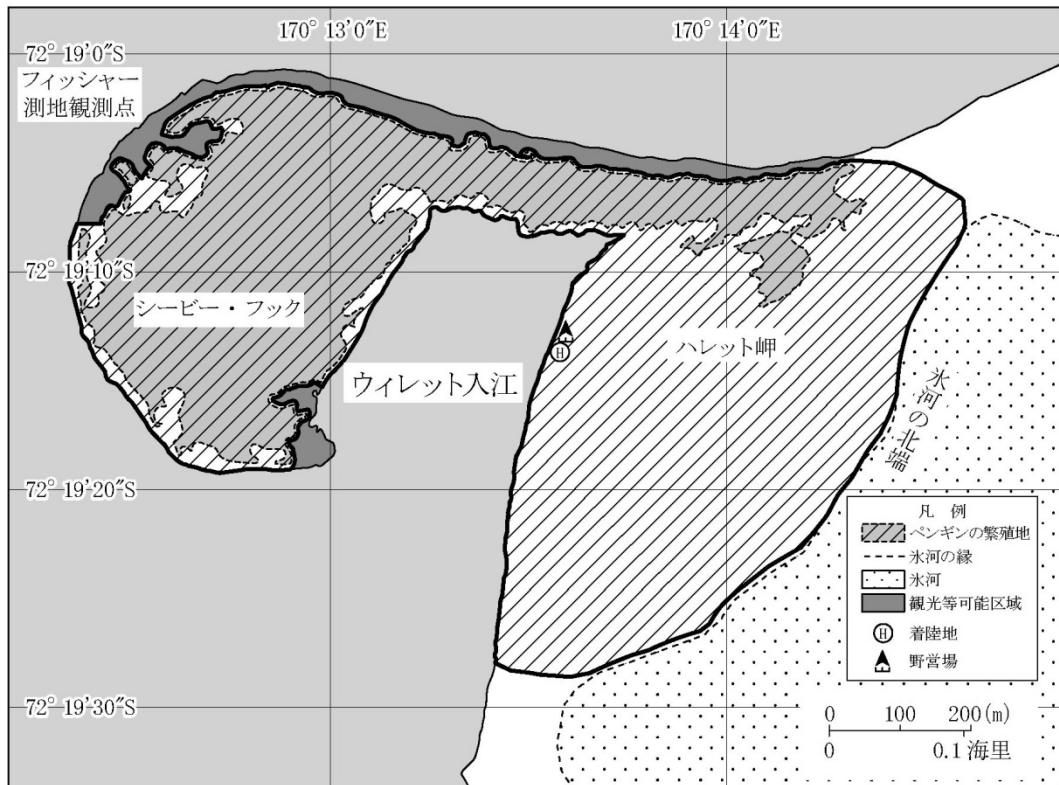 170° 13′0″E
170° 14′0″E
72° 19′0″S
フィッシャー
測地観測点
72° 19′10″S
シービー・フック
ハレット岬
H
ウィレット入江
氷河の北端
72° 19′20″S
凡 例
ペンギンの繁殖地
氷河の縁
氷河
観光等可能区域
H 着陸地
野営場
72° 19′30″S
0 100 200(m)
0 0.1 海里